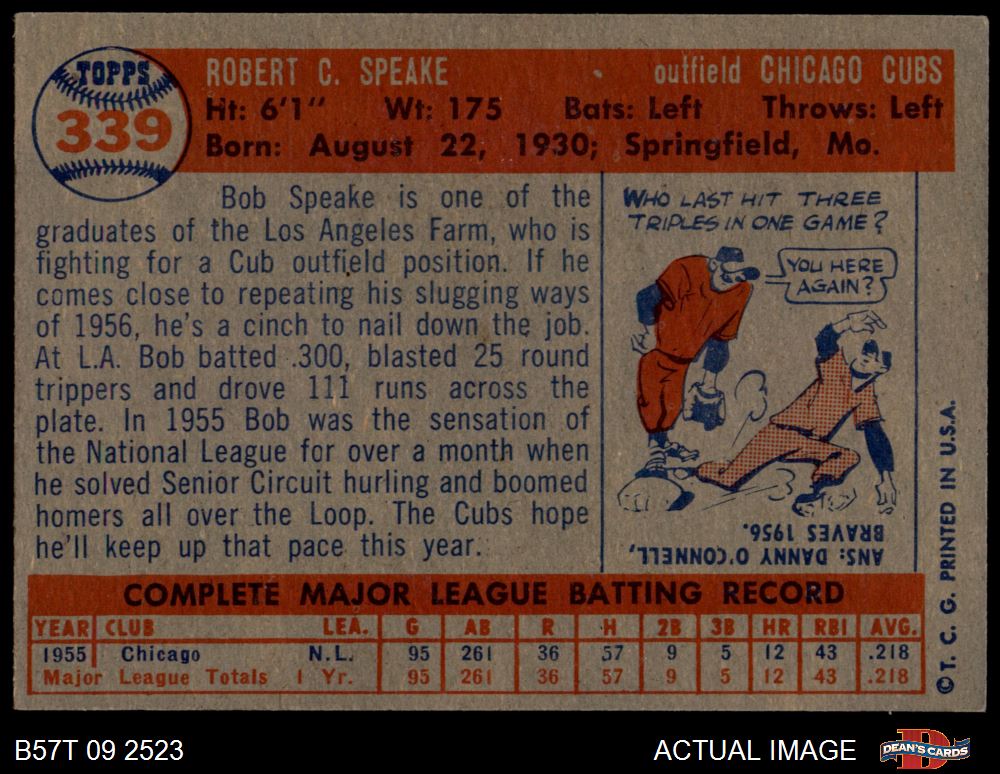 TOPPS
339
ROBERT C. SPEAKE outfield CHICAGO CUBS
Ht: 6'1" Wt: 175 Bats: Left Throws: Left
Born: August 22, 1930; Springfield, Mo.
Bob Speake is one of the
graduates of the Los Angeles Farm, who is
fighting for a Cub outfield position. If he
comes close to repeating his slugging ways
of 1956, he's a cinch to nail down the job.
At L.A. Bob batted .300, blasted 25 round
trippers and drove 111 runs across the
plate. In 1955 Bob was the sensation of
the National League for over a month when
he solved Senior Circuit hurling and boomed
homers all over the Loop. The Cubs hope
he'll keep up that pace this year.
WHO LAST HIT THREE
TRIPLES IN ONE GAME?
YOU HERE
AGAIN?
ANS: DANNY O'CONNELL,
BRAVES 1956.
COMPLETE MAJOR LEAGUE BATTING RECORD
YEAR CLUB LEA. G AB R H 2B 3B HR RBI AVG.
1955 Chicago N.L. 95 261 36 57 9 5 12 43 .218
Major League Totals 1 Yr. 95 261 36 57 9 5 12 43 .218
© T. C. G. PRINTED IN U.S.A.
B57T 09 2523
ACTUAL IMAGE
DEAN'S CARDS